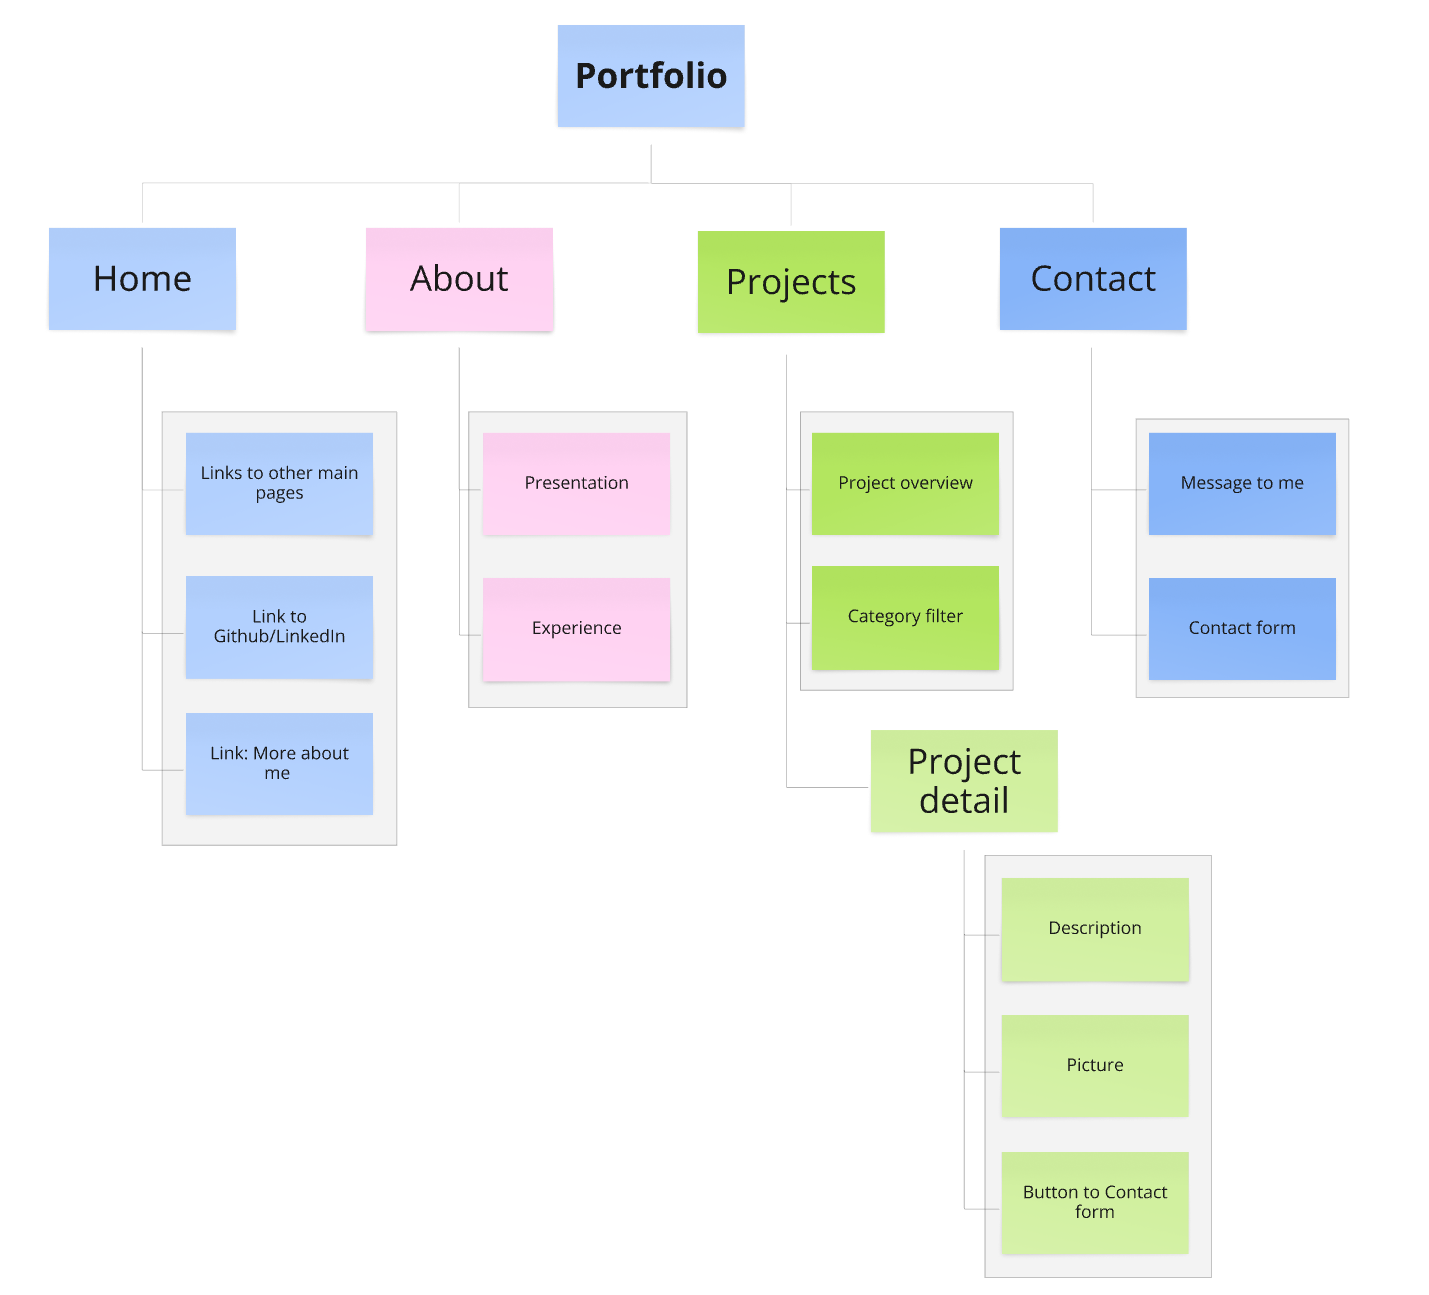 Portfolio
Home
About
Projects
Contact
Links to other main
pages
Link to
Github/LinkedIn
Link: More about
me
Presentation
Experience
Project overview
Category filter
Message to me
Contact form
Project
detail
Description
Picture
Button to Contact
form